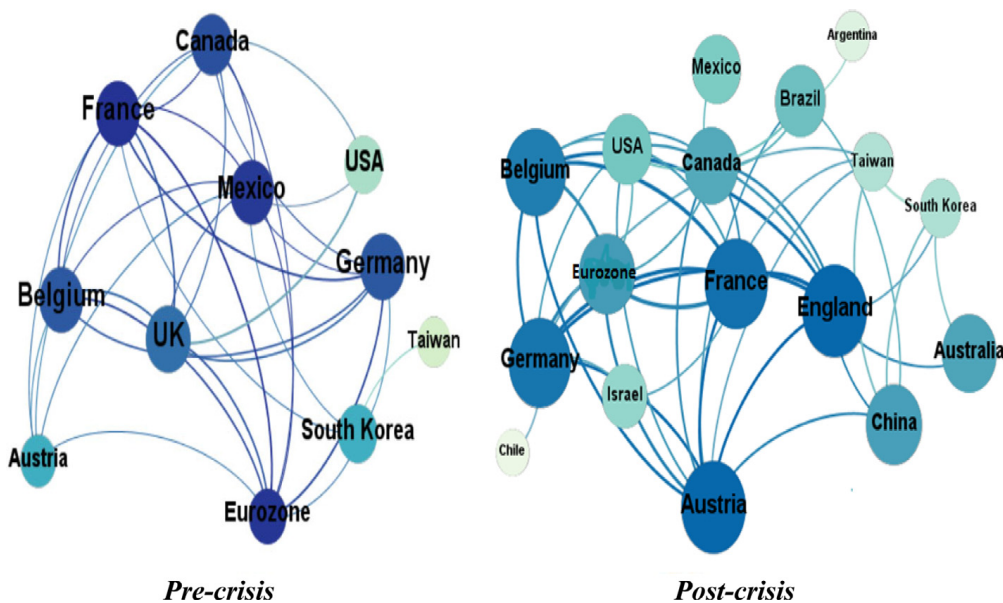 Canada
France
USA
Mexico
Germany
Belgium
UK
Taiwan
South Korea
Austria
Eurozone
Pre-crisis
Argentina
Mexico
Brazil
USA
Belgium
Canada
Taiwan
South Korea
Eurozone
France
England
Germany
Australia
Israel
China
Chile
Austria
Post-crisis